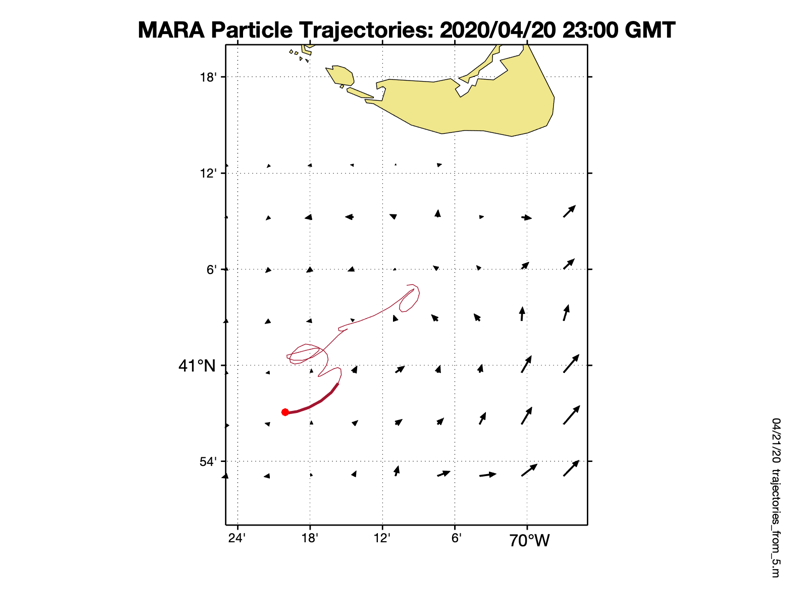 MARA Particle Trajectories: 2020/04/20 23:00 GMT
18'
12'
6'
41°N
54'
24'
18'
12'
6'
70°W
04/21/20 trajectories_from_5.m